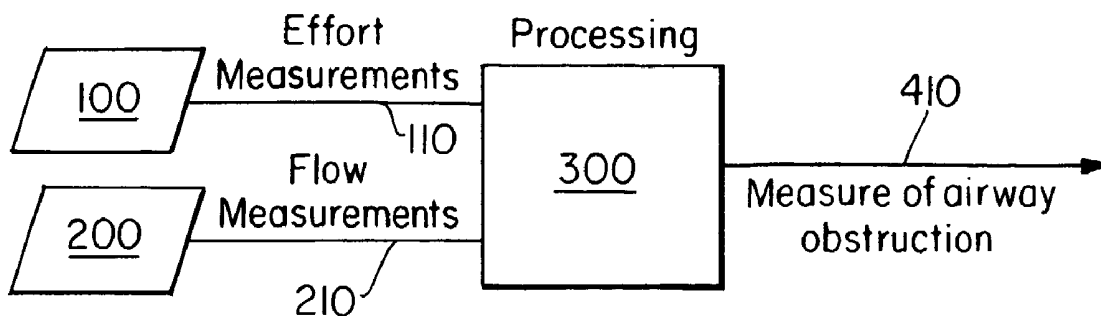 Effort
Measurements
Processing
100
110
410
Flow
Measurements
300
Measure of airway
obstruction
200
210